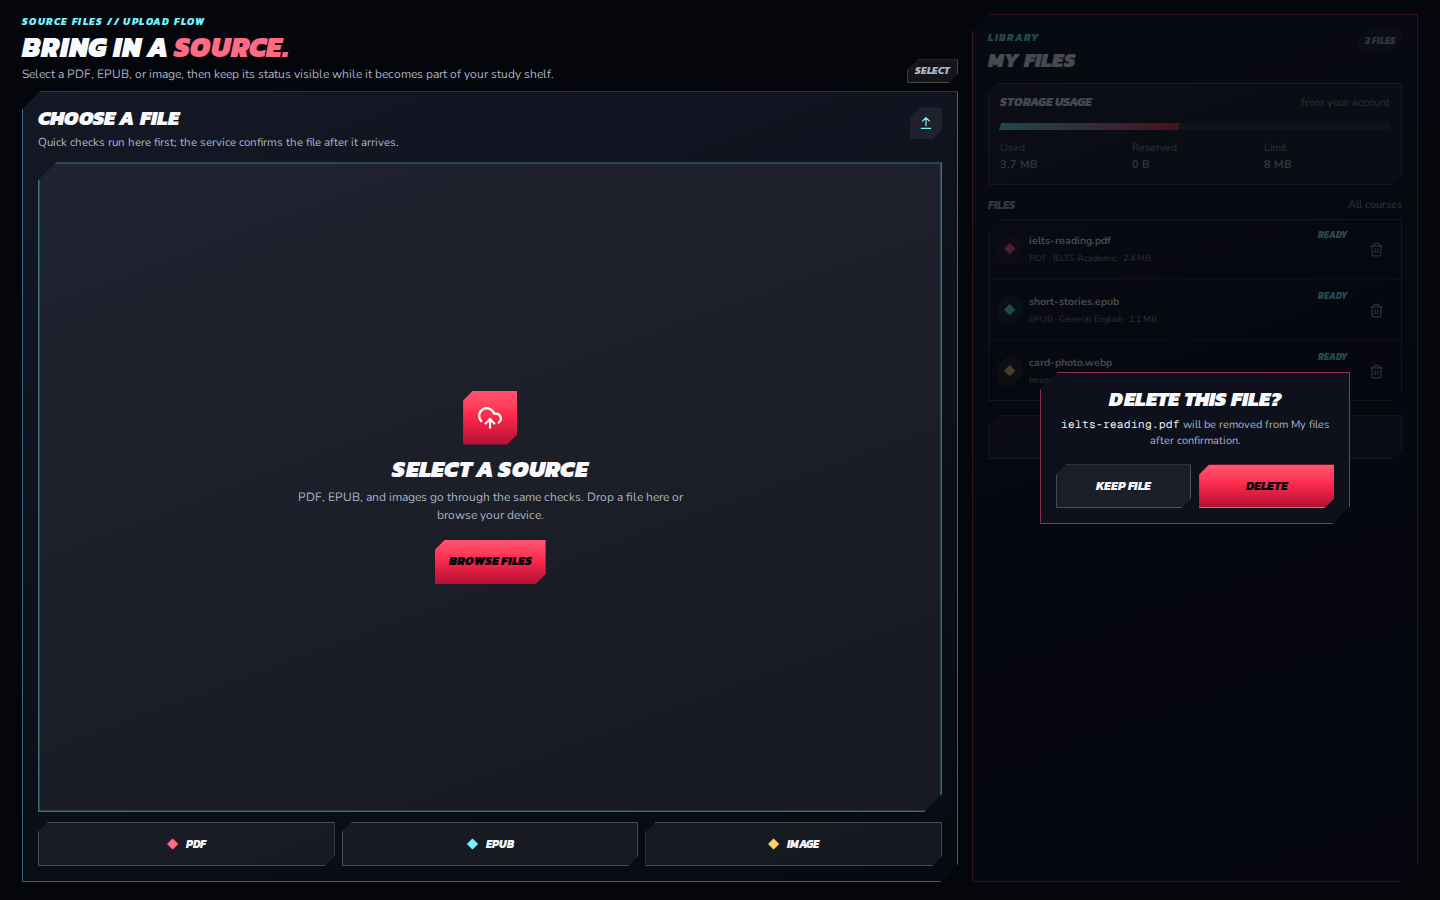 SOURCE FILES // UPLOAD FLOW
BRING IN A SOURCE.
Select a PDF, EPUB, or image, then keep its status visible while it becomes part of your study shelf.
SELECT
CHOOSE A FILE
Quick checks run here first; the service confirms the file after it arrives.
SELECT A SOURCE
PDF, EPUB, and images go through the same checks. Drop a file here or
browse your device.
BROWSE FILES
PDF
EPUB
IMAGE
LIBRARY
3 FILES
MY FILES
STORAGE USAGE
from your account
Used
Reserved
Limit
3.7 MB
0 B
8 MB
FILES
All courses
ielts-reading.pdf
READY
PDF · IELTS Academic · 2.4 MB
short-stories.epub
READY
EPUB · General English · 1.1 MB
card-photo.webp
READY
DELETE THIS FILE?
ielts-reading.pdf will be removed from My files
after confirmation.
KEEP FILE
DELETE